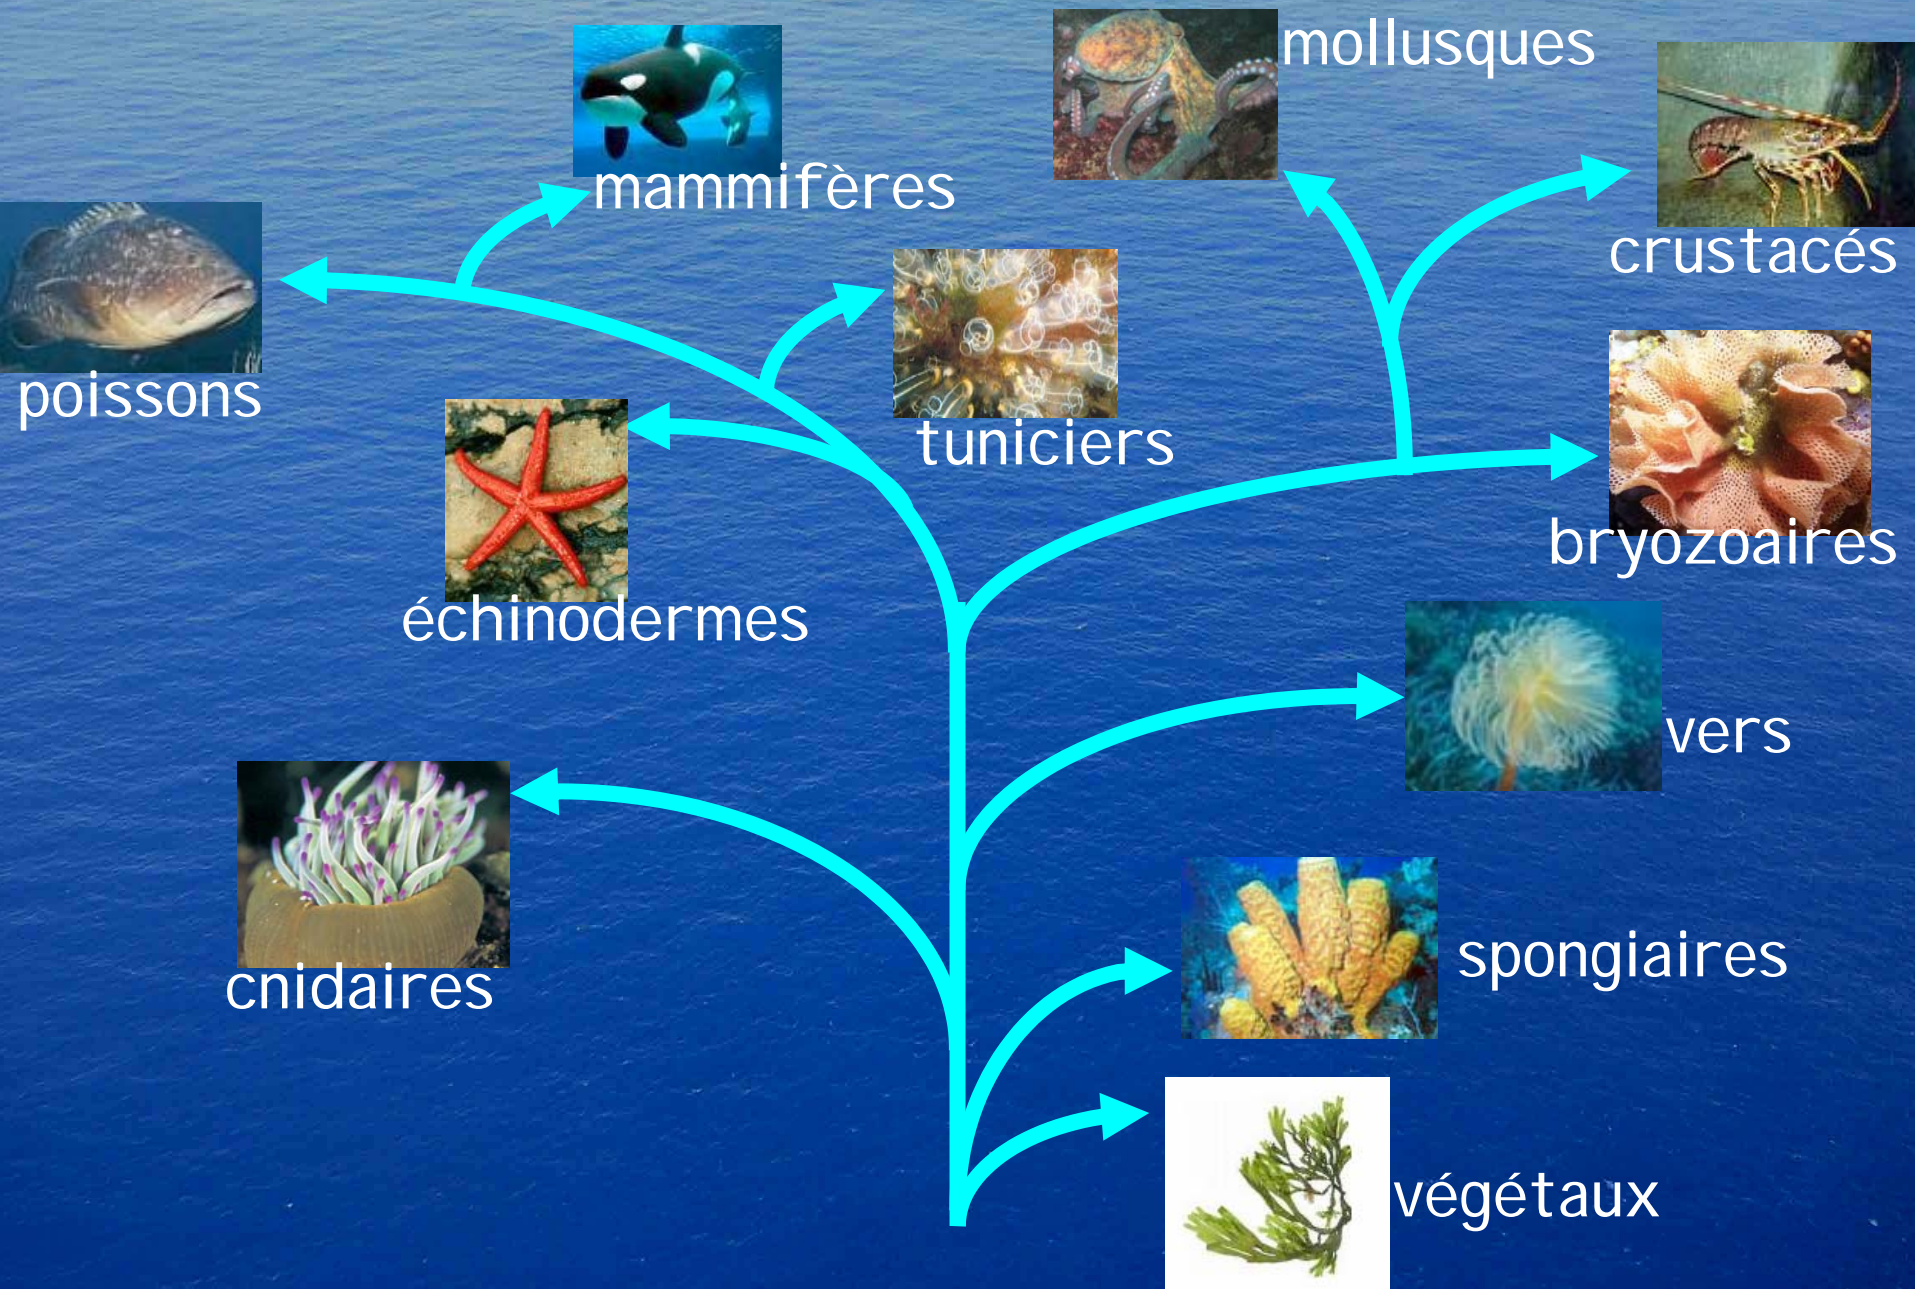 mollusques
mammifères
crustacés
poissons
tuniciers
bryozoaires
échinodermes
vers
spongiaires
cnidaires
végétaux